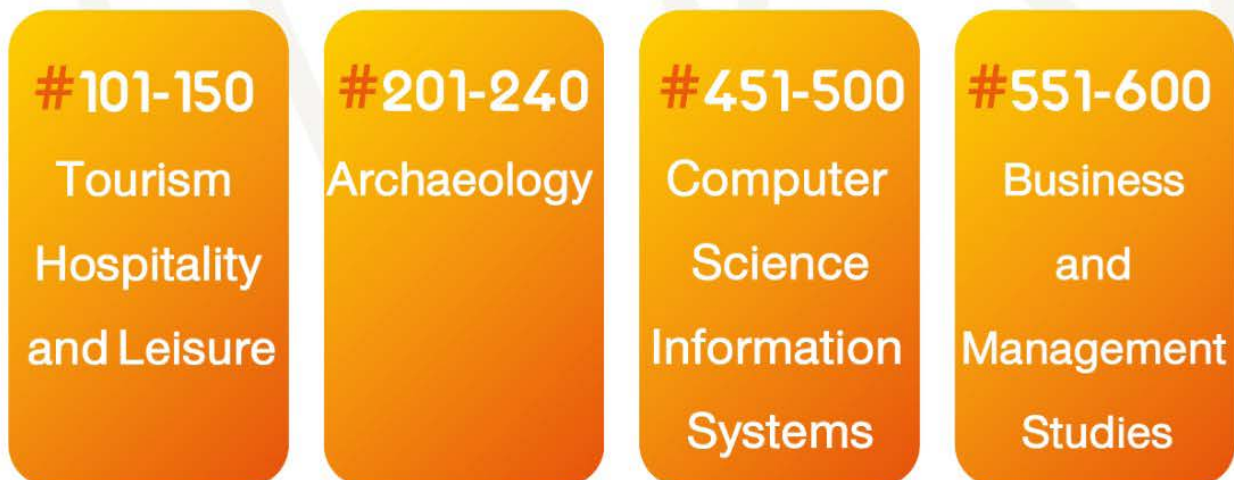 #101-150
Tourism
Hospitality
and Leisure
#201-240
Archaeology
#451-500
Computer
Science
Information
Systems
#551-600
Business
and
Management
Studies